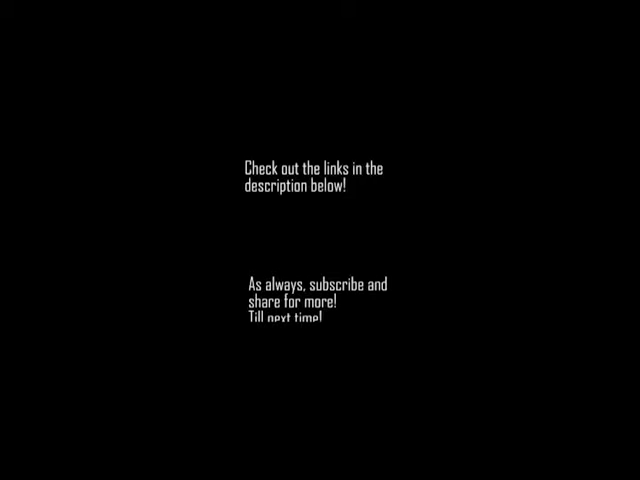 Check out the links in the
description below!
As always, subscribe and
share for more!
Till next time!